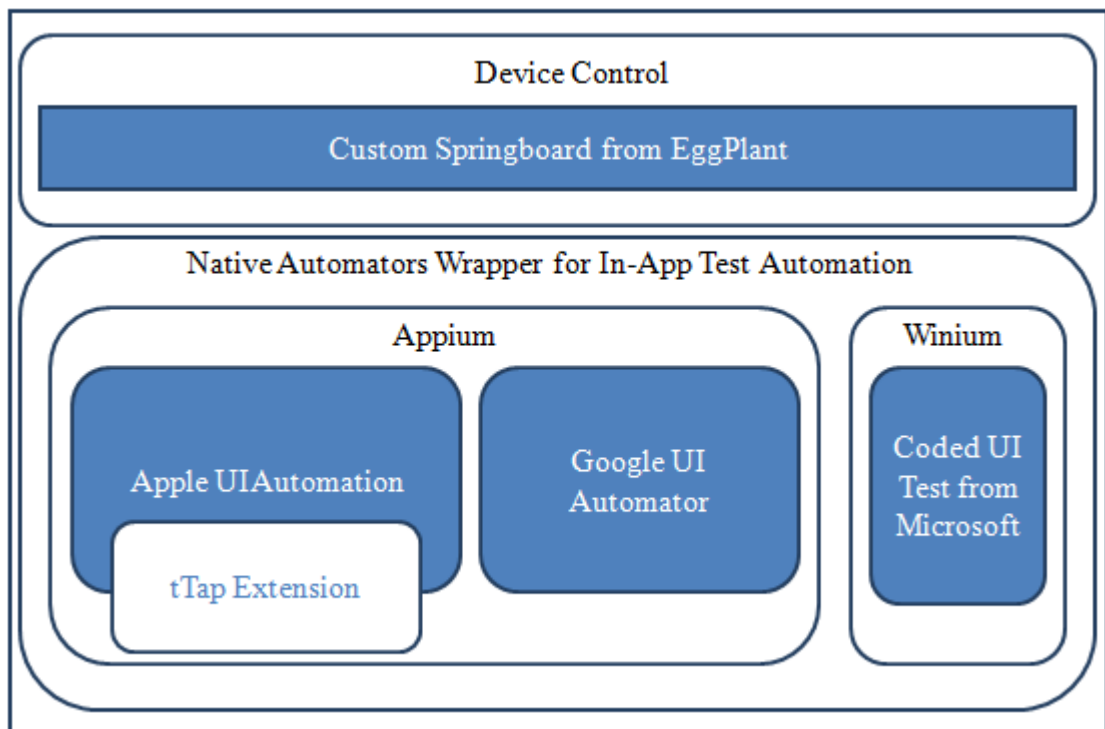 Device Control
Custom Springboard from EggPlant
Native Automators Wrapper for In-App Test Automation
Appium
Apple UIAutomation
tTap Extension
Google UI
Automator
Winium
Coded UI
Test from
Microsoft